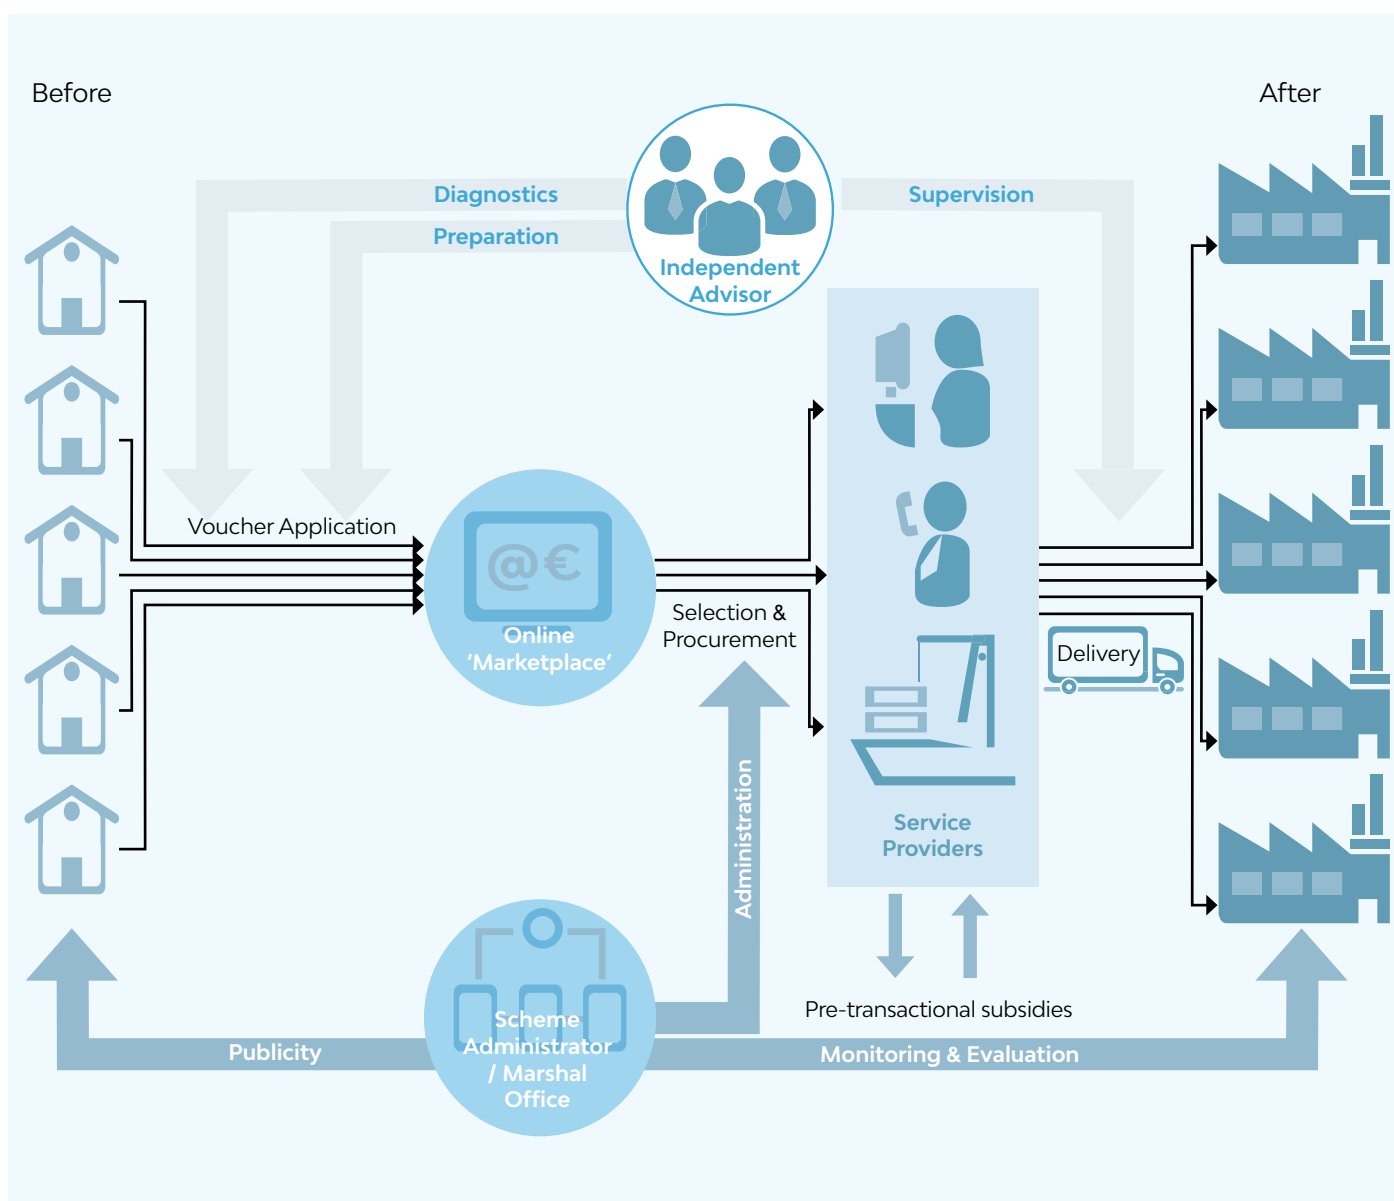 Before
After
Diagnostics
Supervision
Preparation
Independent
Advisor
Voucher Application
@€
Online
‘Marketplace’
Selection &
Procurement
Delivery
Administration
Service
Providers
Pre-transactional subsidies
Scheme
Administrator
/ Marshal
Office
Publicity
Monitoring & Evaluation